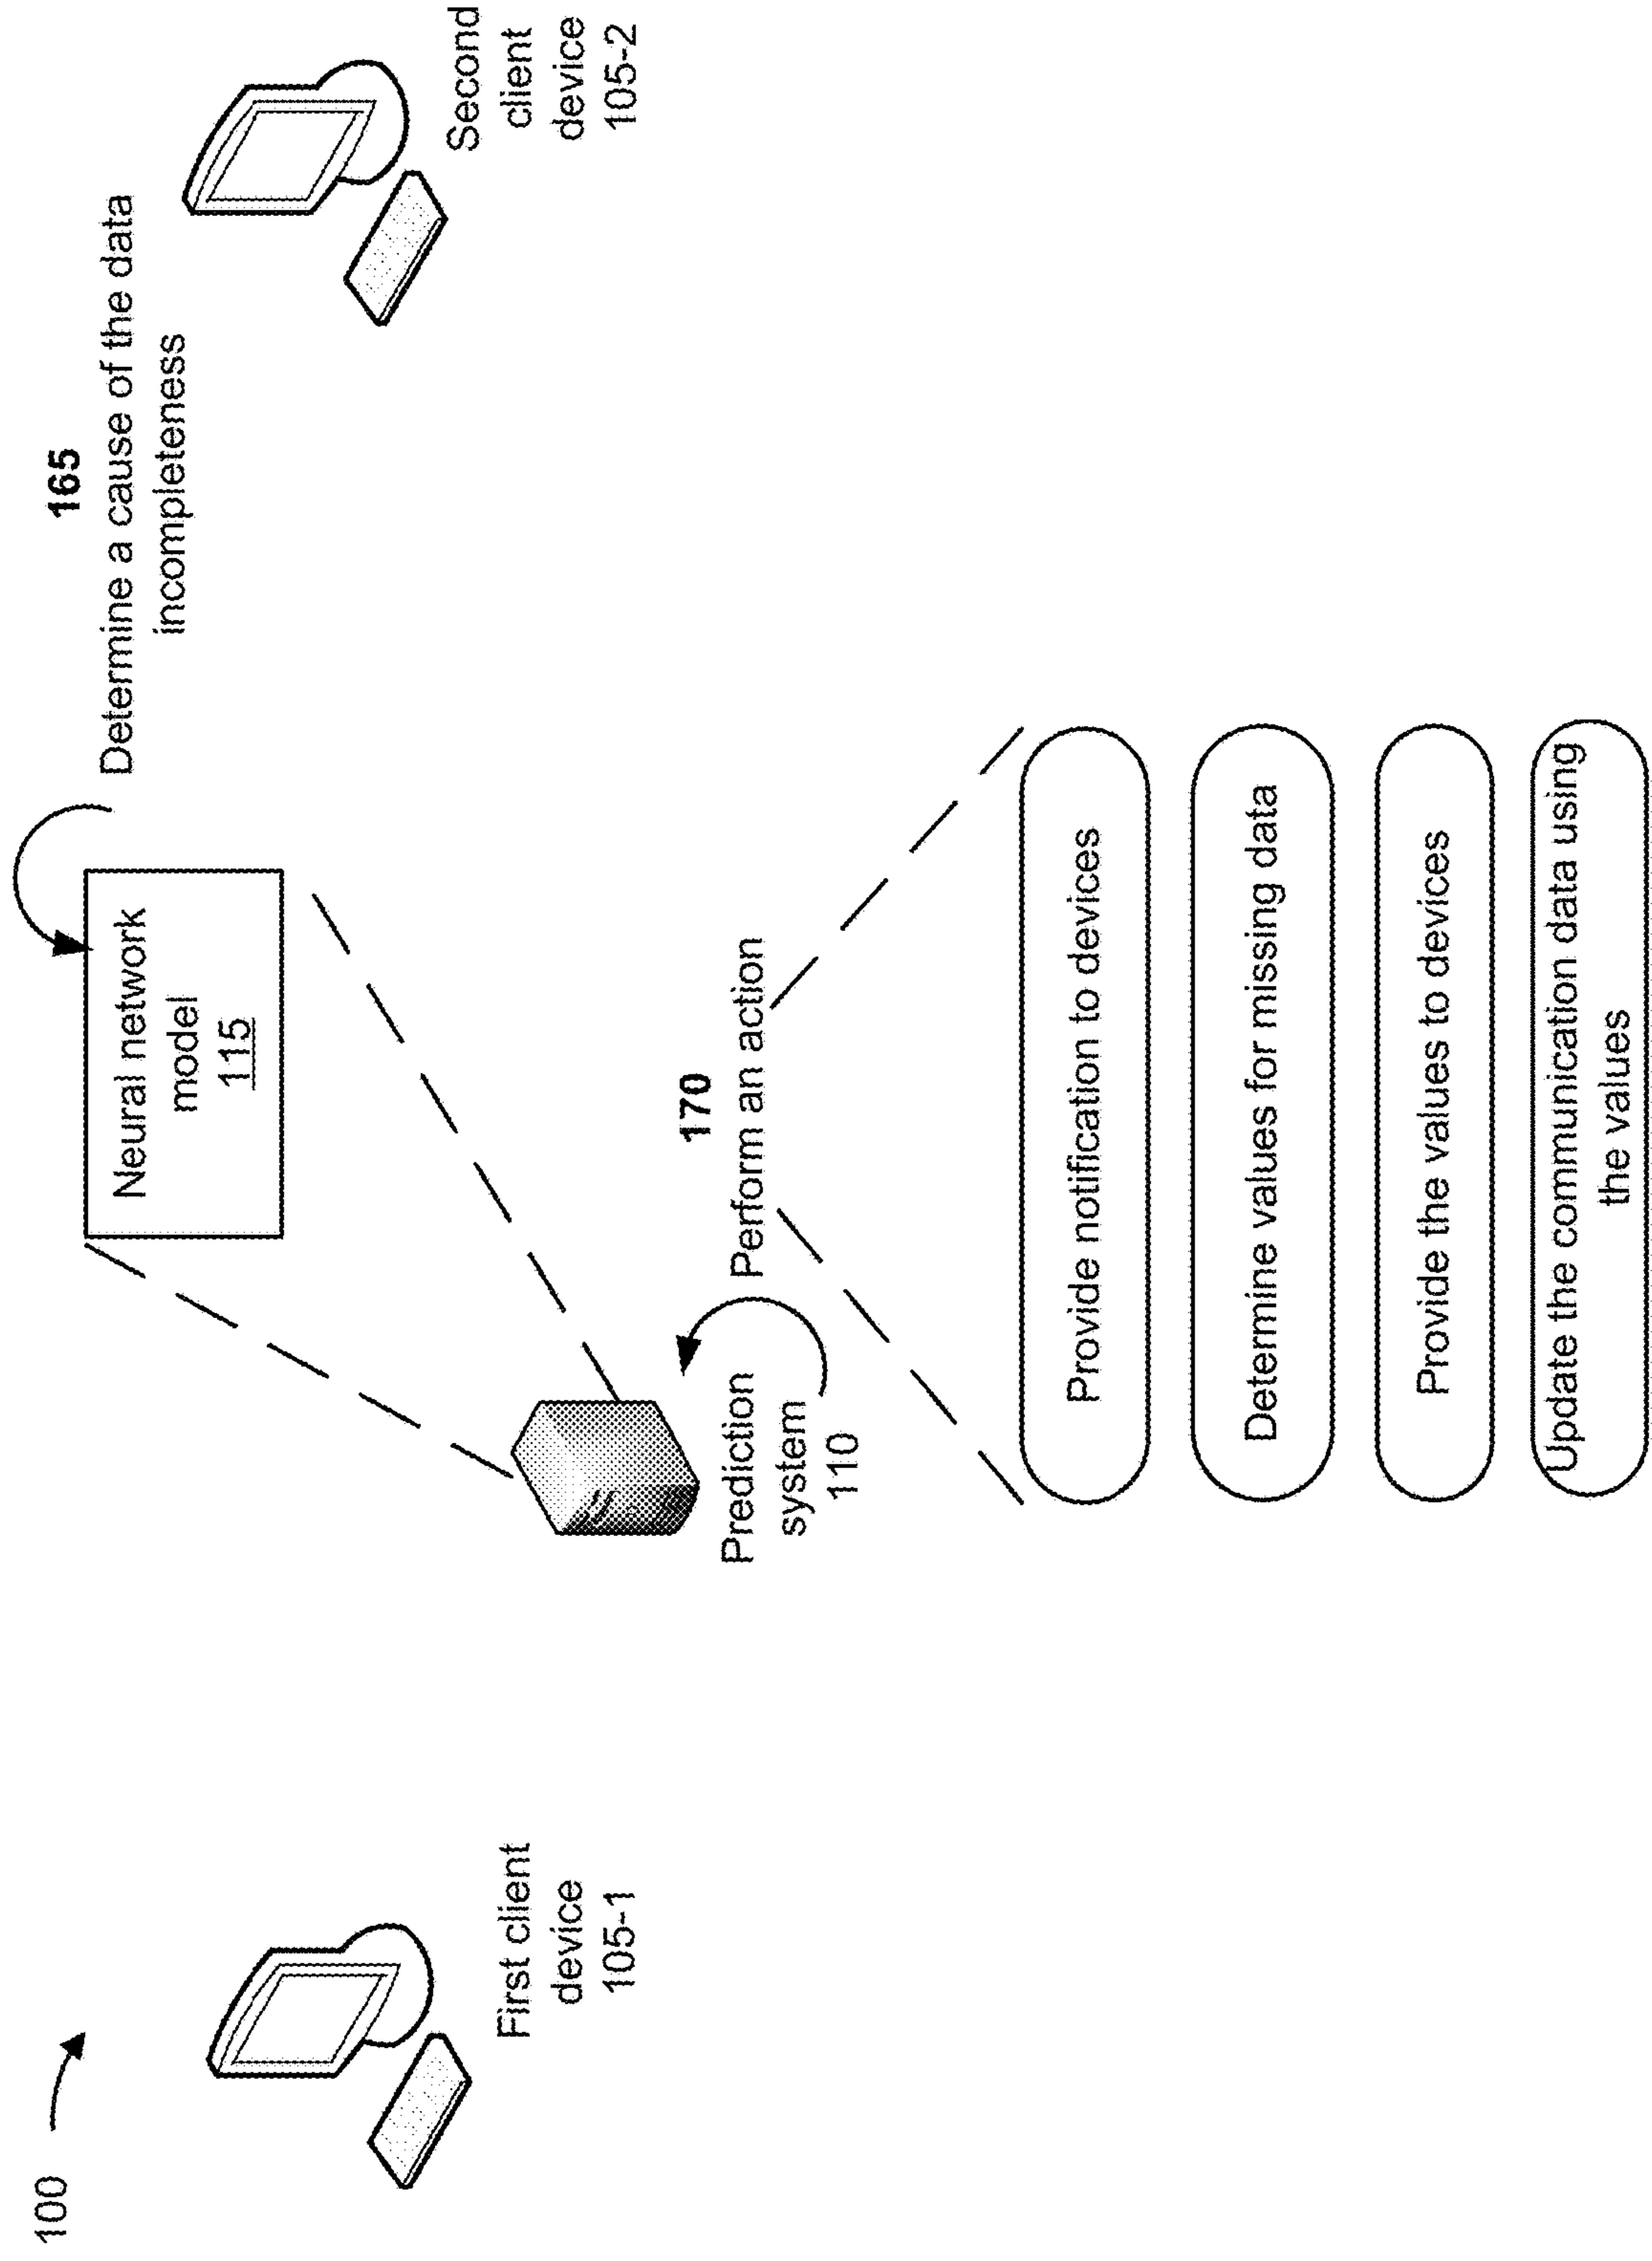 100
165
Determine a cause of the data
incompleteness
Neural network
model
115
First client
device
105-1
Second
client
device
105-2
Prediction
system
110
170
Perform an action
Provide notification to devices
Determine values for missing data
Provide the values to devices
Update the communication data using
the values